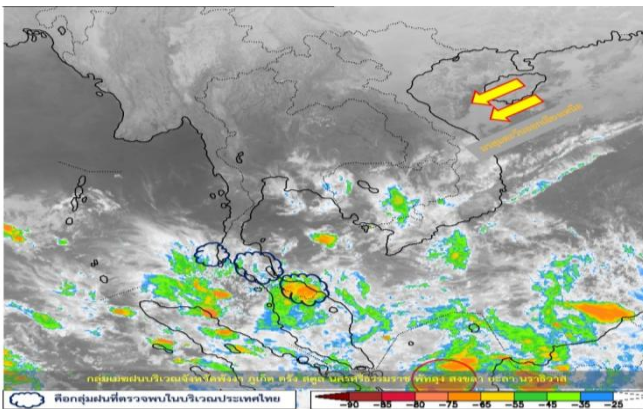 กลุ่มเมฆฝนบริเวณจังหวัดพังงา ภูเก็ต ตรัง สตูล นครศรีธรรมราช พัทลุง สงขลา ยะลา นราธิวาส
คือกลุ่มฝนที่ตรวจพบในบริเวณประเทศไทย
-90 -85 -80 -75 -65 -55 -45 -35 -25